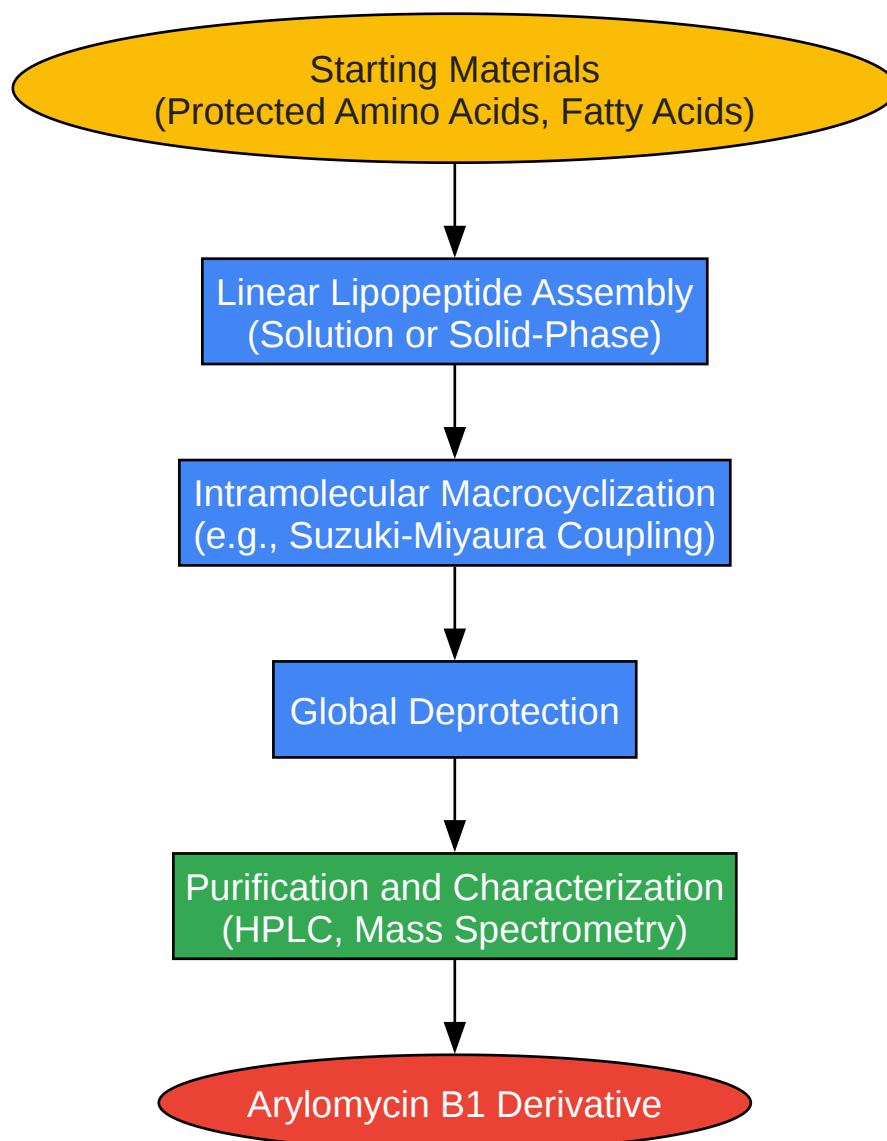 Starting Materials
(Protected Amino Acids, Fatty Acids)
Linear Lipopeptide Assembly
(Solution or Solid-Phase)
Intramolecular Macrocyclization
(e.g., Suzuki-Miyaura Coupling)
Global Deprotection
Purification and Characterization
(HPLC, Mass Spectrometry)
Arylomycin B1 Derivative